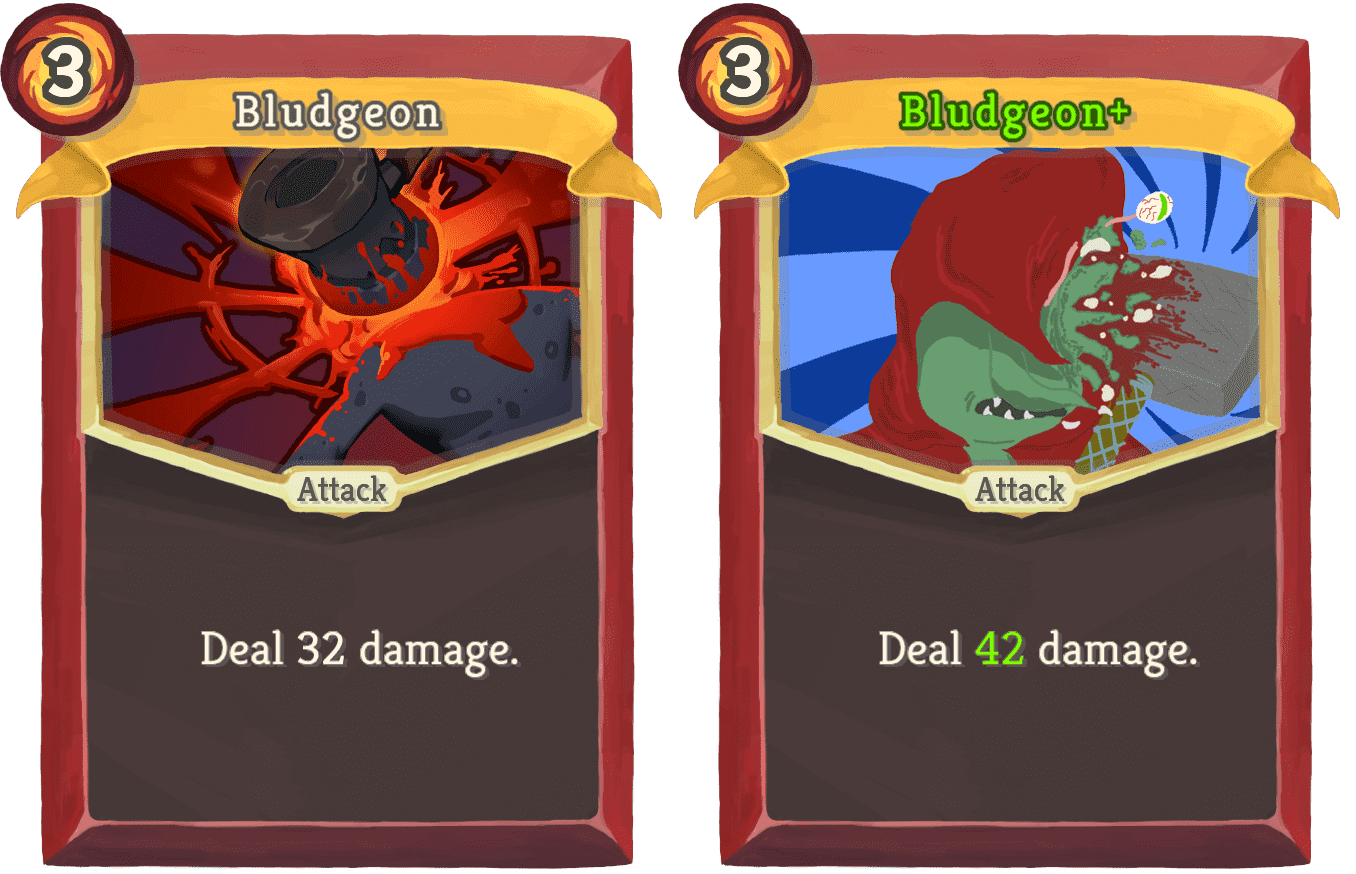 3
Bludgeon
Attack
Deal 32 damage.
3
Bludgeon+
Attack
Deal 42 damage.